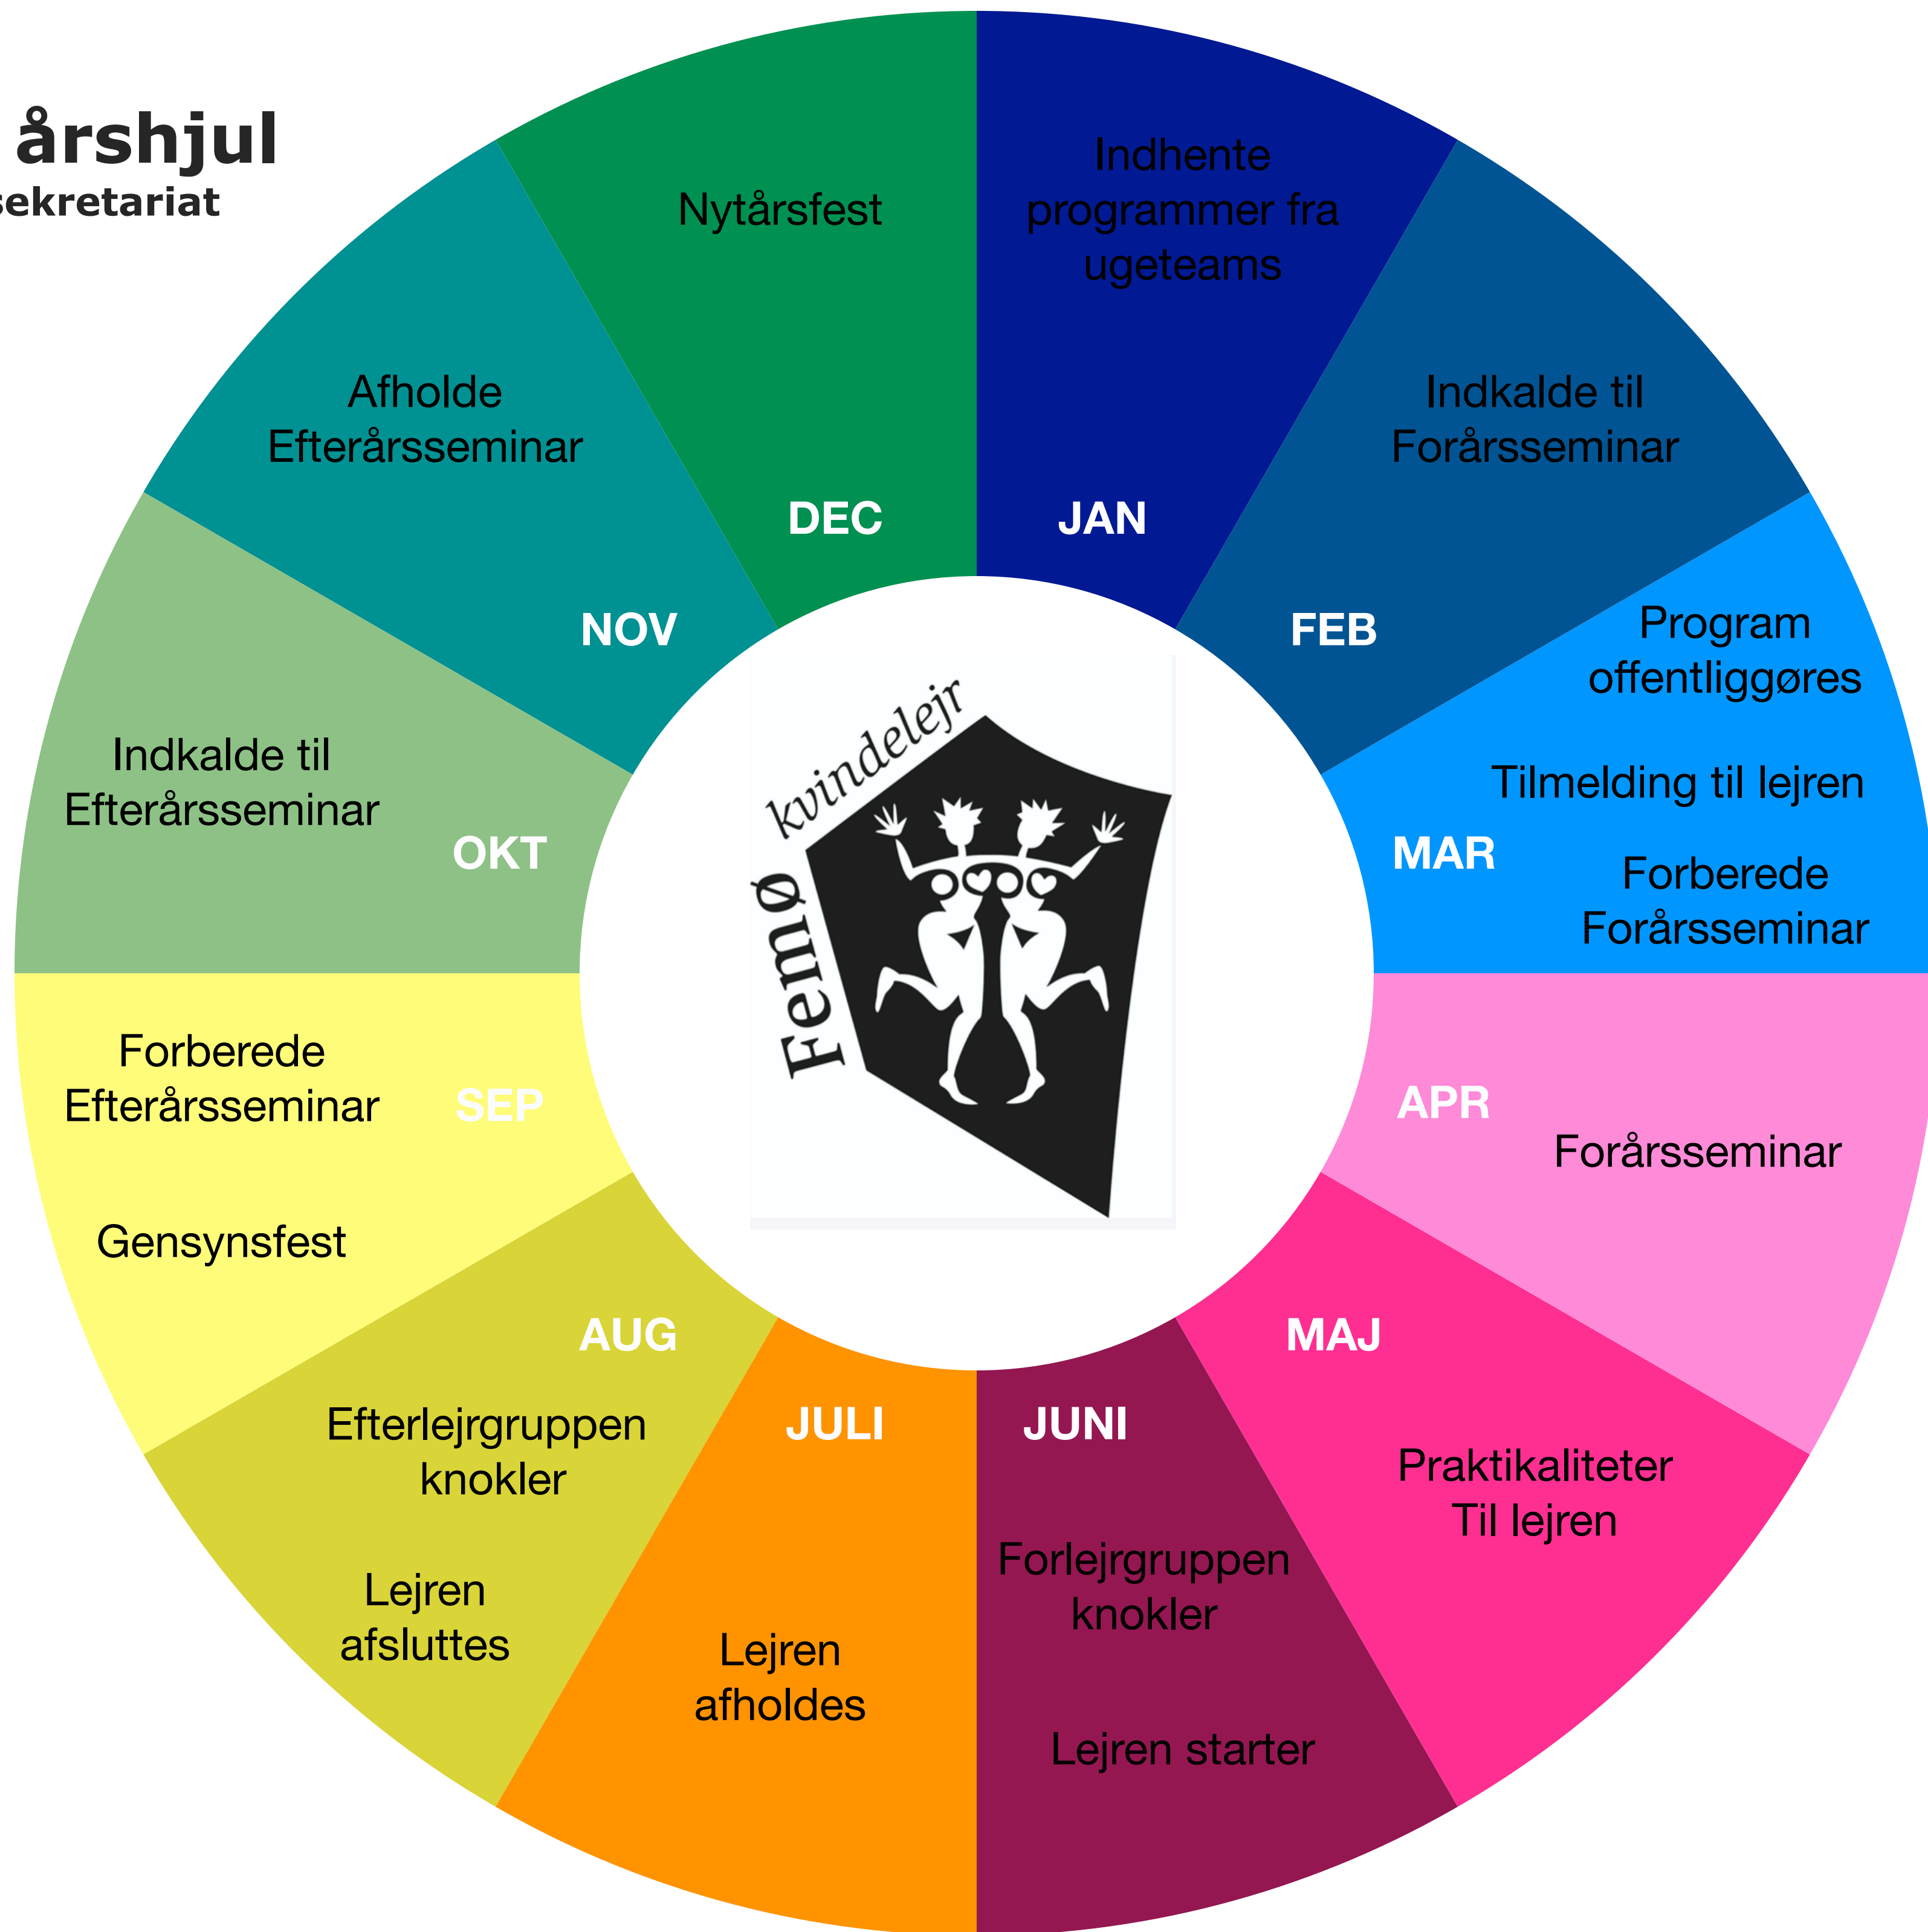 årshjul
sekretariat
Indhente
programmer fra
ugeteams
JAN
Indkalde til
Forårsseminar
FEB
Program
offentliggøres
Tilmelding til lejren
MAR
Forberede
Forårsseminar
APR
Forårsseminar
MAJ
Praktikaliteter
Til lejren
JUNI
Forlejrgruppen
knokler
Lejren starter
JULI
Lejren
afholdes
AUG
Efterlejrgruppen
knokler
Lejren
afsluttes
Forberede
Efterårsseminar
SEP
Gensynsfest
Indkalde til
Efterårsseminar
OKT
Afholde
Efterårsseminar
NOV
Nytårsfest
DEC
Femø
kvindelejr